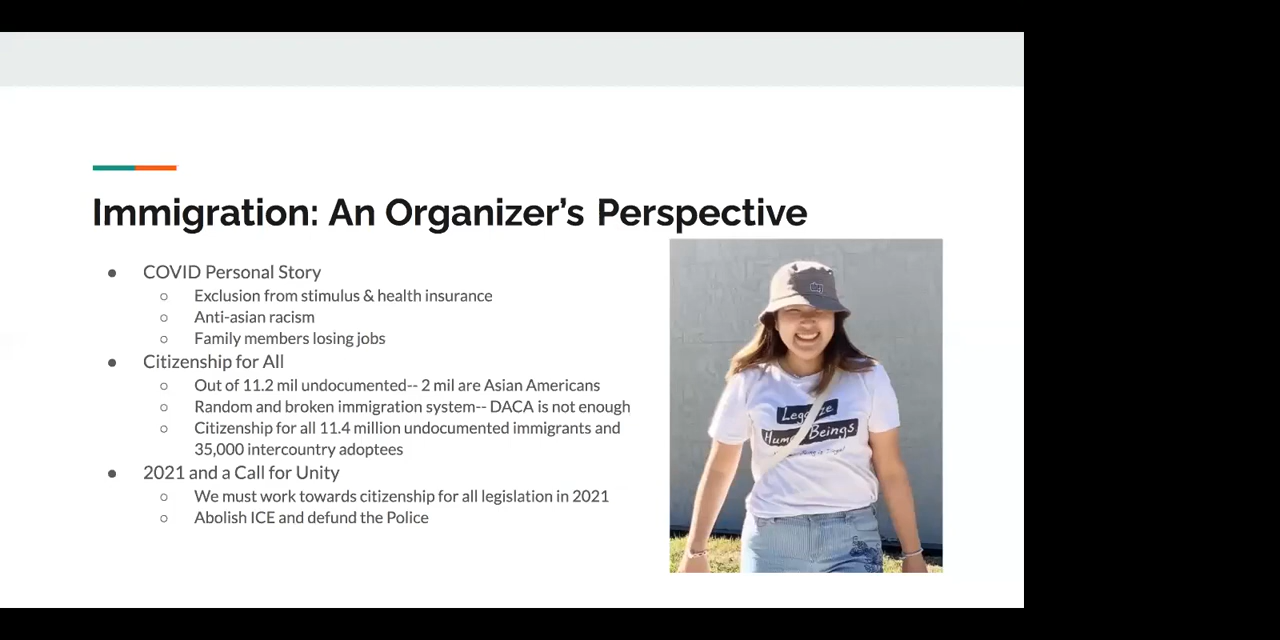 Immigration: An Organizer’s Perspective
● COVID Personal Story
○ Exclusion from stimulus & health insurance
○ Anti-asian racism
○ Family members losing jobs
● Citizenship for All
○ Out of 11.2 mil undocumented-- 2 mil are Asian Americans
○ Random and broken immigration system-- DACA is not enough
○ Citizenship for all 11.4 million undocumented immigrants and
35,000 intercountry adoptees
● 2021 and a Call for Unity
○ We must work towards citizenship for all legislation in 2021
○ Abolish ICE and defund the Police
Legalize
Human Beings